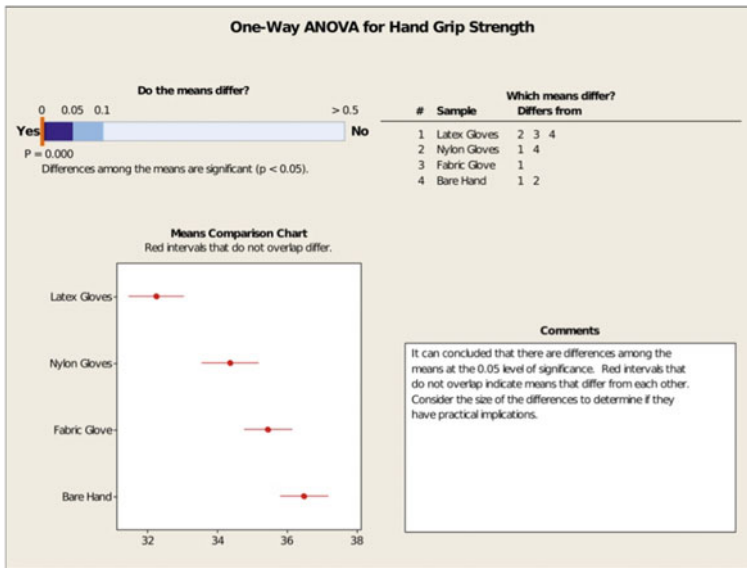 One-Way ANOVA for Hand Grip Strength
Do the means differ?
0 0.05 0.1 > 0.5
Yes No
P = 0.000
Differences among the means are significant (p < 0.05).
Which means differ?
# Sample Differs from
1 Latex Gloves 2 3 4
2 Nylon Gloves 1 4
3 Fabric Glove 1
4 Bare Hand 1 2
Means Comparison Chart
Red intervals that do not overlap differ.
Latex Gloves
Nylon Gloves
Fabric Glove
Bare Hand
32 34 36 38
Comments
It can concluded that there are differences among the
means at the 0.05 level of significance. Red intervals that
do not overlap indicate means that differ from each other.
Consider the size of the differences to determine if they
have practical implications.